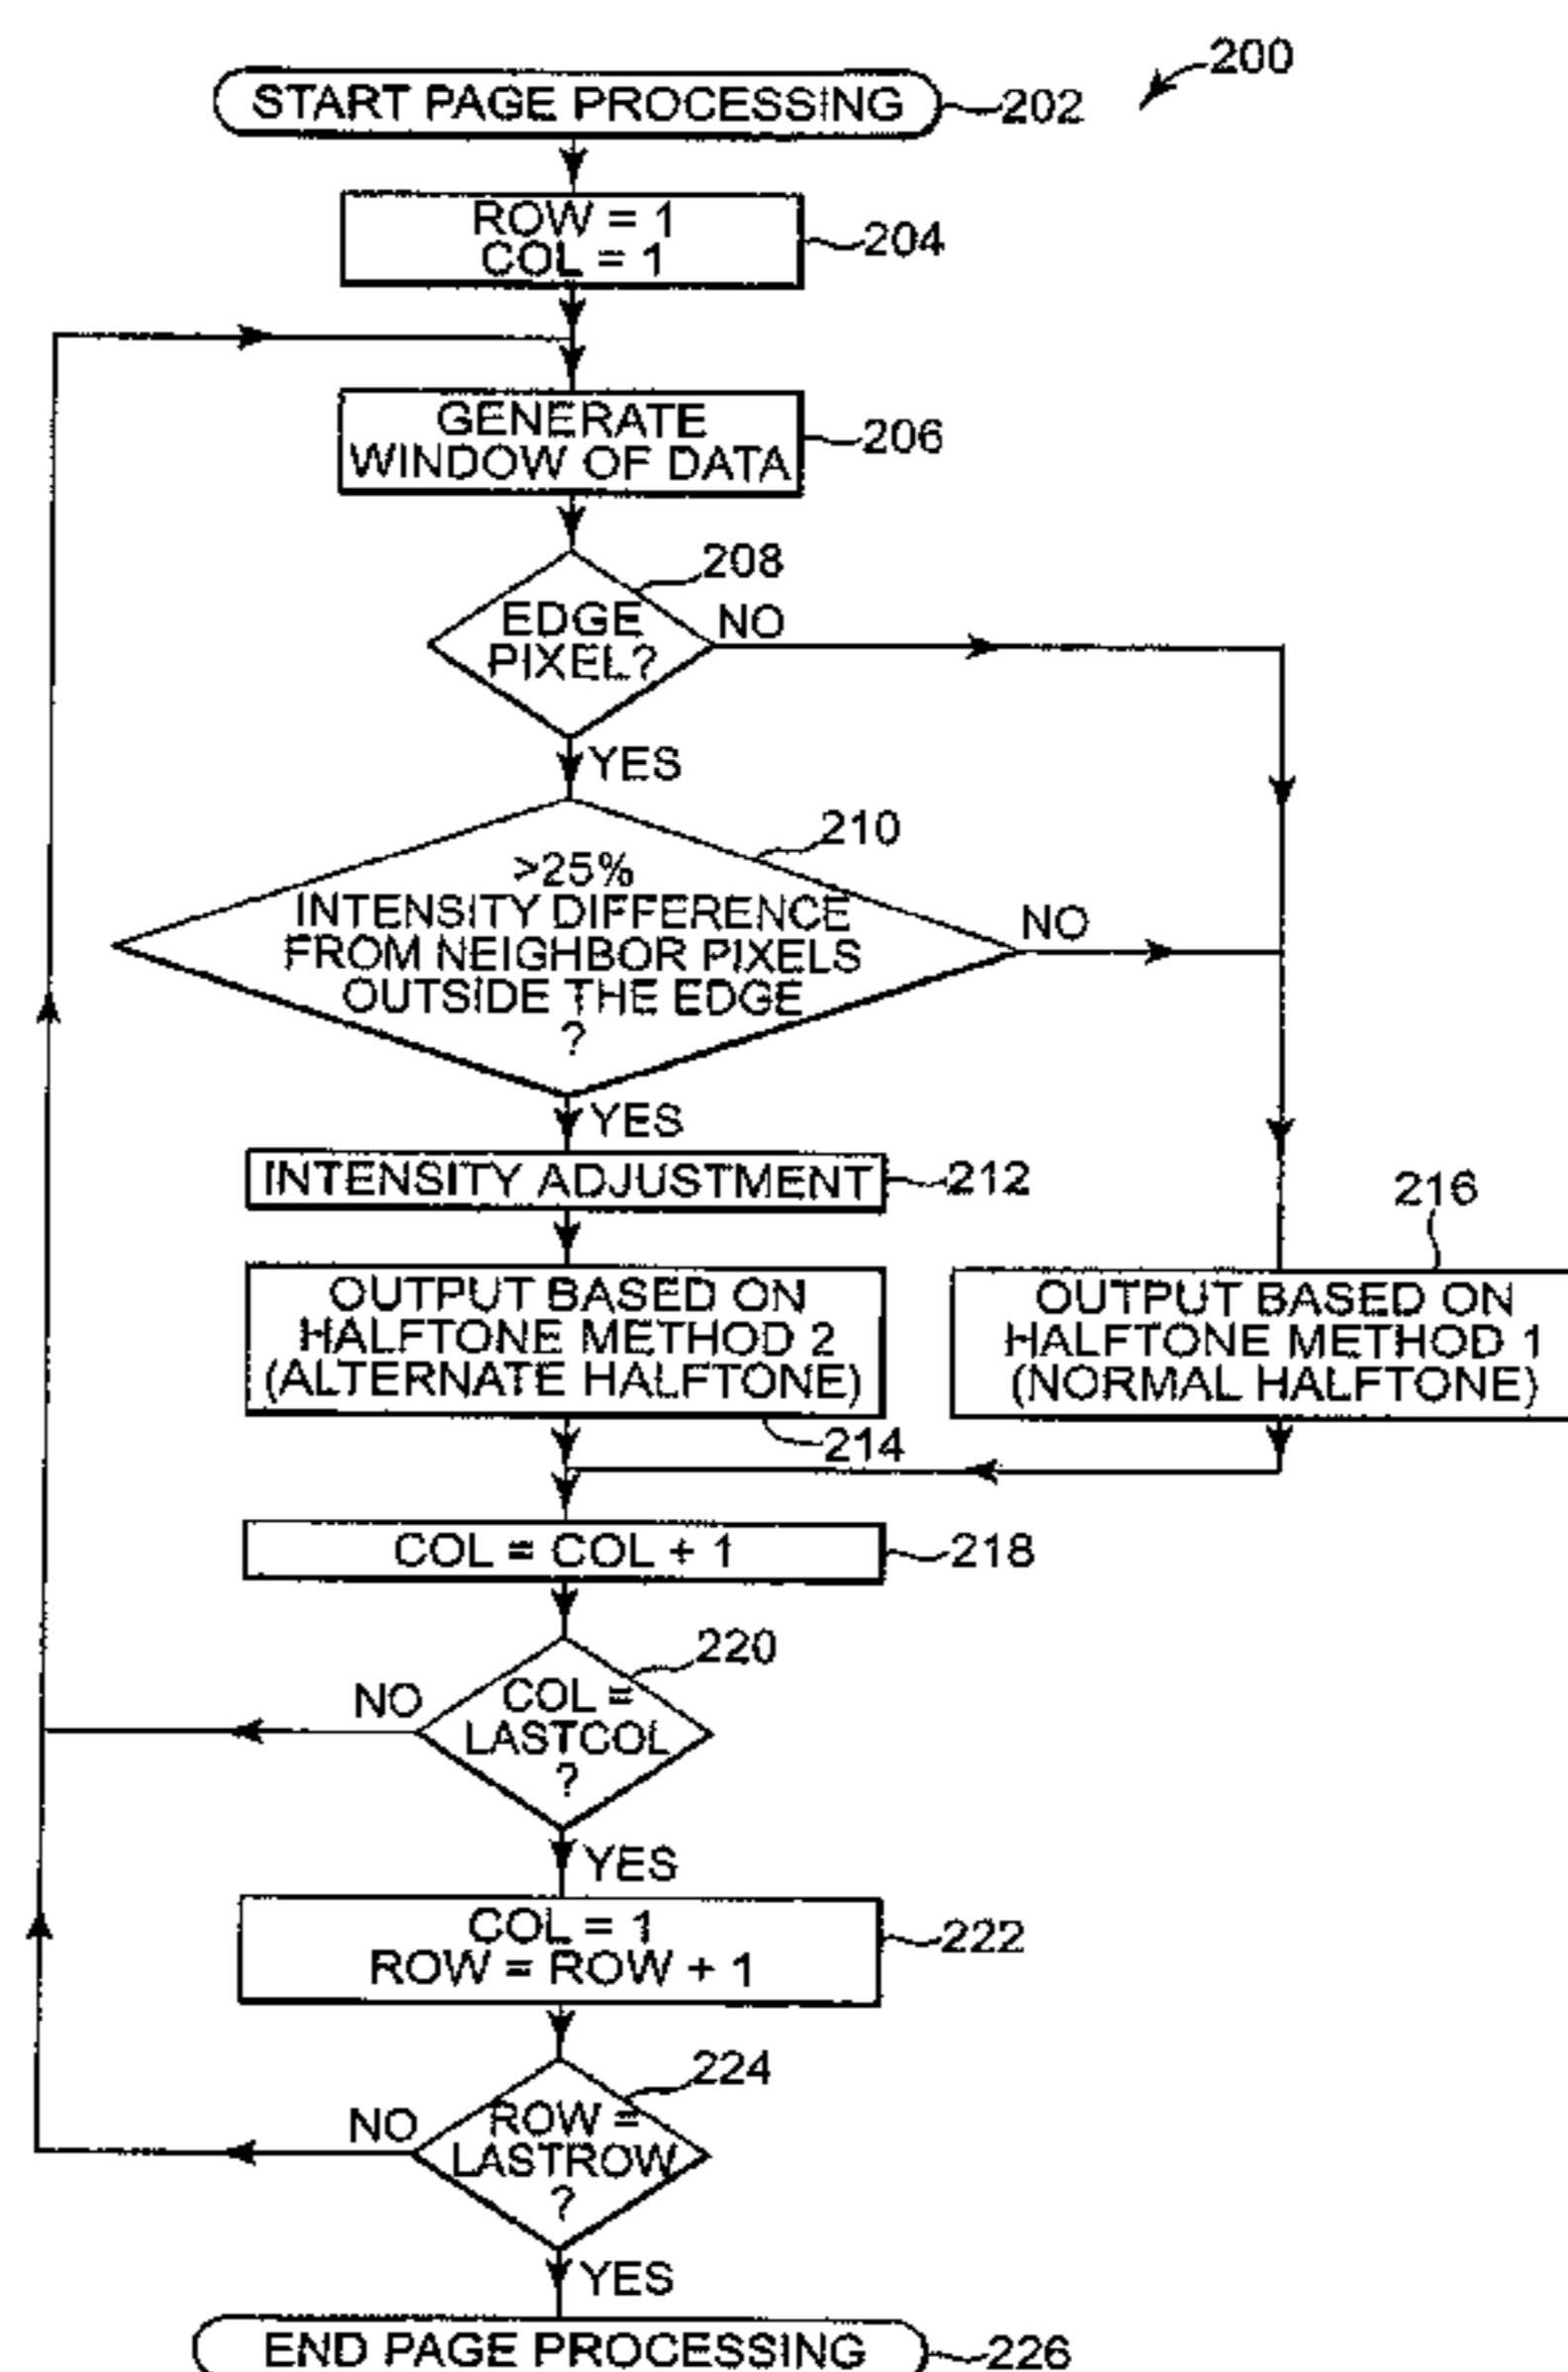 200
START PAGE PROCESSING
202
ROW = 1
COL = 1
204
GENERATE
WINDOW OF DATA
206
208
EDGE
PIXEL?
NO
YES
210
>25%
INTENSITY DIFFERENCE
FROM NEIGHBOR PIXELS
OUTSIDE THE EDGE
?
NO
YES
INTENSITY ADJUSTMENT
212
216
OUTPUT BASED ON
HALFTONE METHOD 2
(ALTERNATE HALFTONE)
214
OUTPUT BASED ON
HALFTONE METHOD 1
(NORMAL HALFTONE)
COL = COL + 1
218
220
NO
COL =
LASTCOL
?
YES
COL = 1
ROW = ROW + 1
222
224
NO
ROW =
LASTROW
?
YES
END PAGE PROCESSING
226